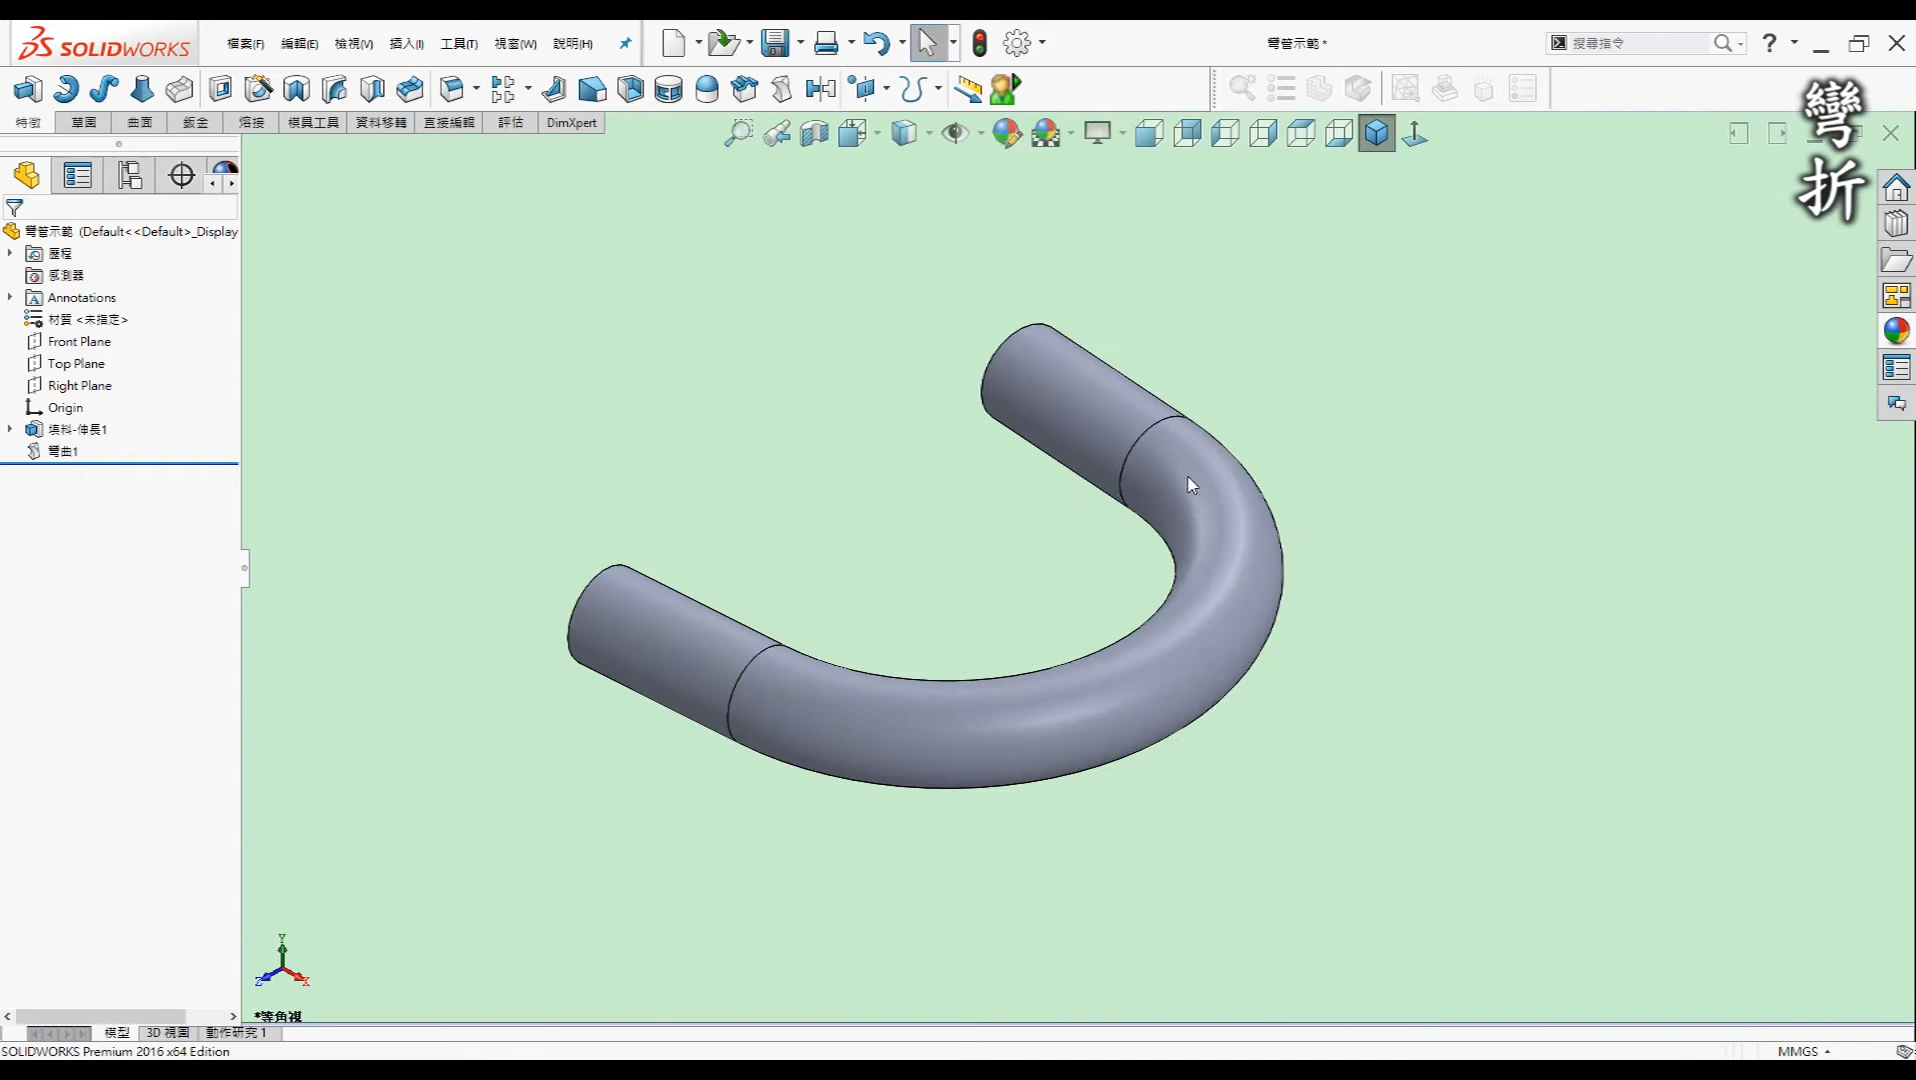 SOLIDWORKS
檔案(F) 編輯(E) 檢視(V) 插入(I) 工具(T) 視窗(W) 說明(H)
彎管示範 *
搜尋指令
?
特徵 草圖 曲面 鈑金 熔接 模具工具 資料移轉 直接編輯 評估 DimXpert
彎
折
彎管示範 (Default<<Default>_Display
歷程
感測器
A Annotations
材質 <未指定>
Front Plane
Top Plane
Right Plane
Origin
填料-伸長1
彎曲1
Y
Z X
*等角視
模型 3D 視圖 動作研究 1
SOLIDWORKS Premium 2016 x64 Edition
MMGS